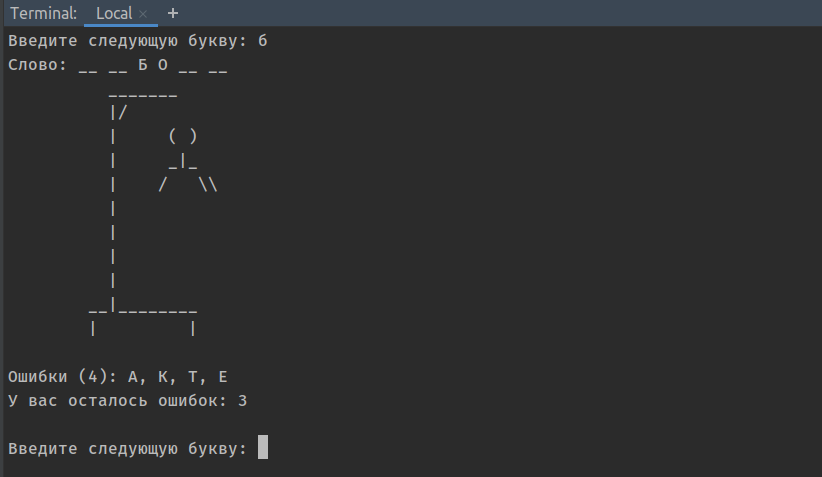 Terminal: Local × +
Введите следующую букву: б
Слово: __ __ Б О __ __
          _______
          |/
          |     ( )
          |     _|_
          |    /   \\
          |
          |
          |
          |
        __|________
        |         |
Ошибки (4): А, К, Т, Е
У вас осталось ошибок: 3
Введите следующую букву: